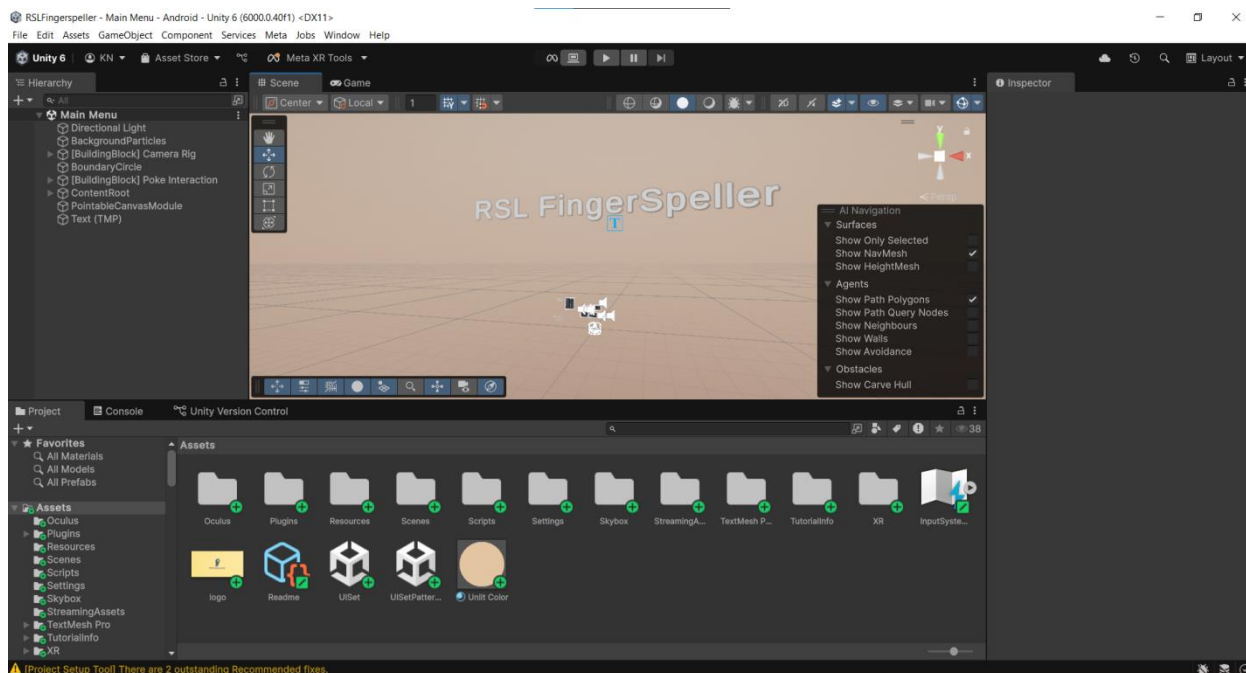 RSLFingerspeller - Main Menu - Android - Unity 6 (6000.0.40f1) <DX11>
File Edit Assets GameObject Component Services Meta Jobs Window Help
Unity 6 KN Asset Store Meta XR Tools Layout
Hierarchy
All
Main Menu
Directional Light
BackgroundParticles
[BuildingBlock] Camera Rig
BoundaryCircle
[BuildingBlock] Poke Interaction
ContentRoot
PointableCanvasModule
Text (TMP)
Scene Game
Center Local 1 2D
y
x
Persp
RSL FingerSpeller
T
AI Navigation
Surfaces
Show Only Selected
Show NavMesh
Show HeightMesh
Agents
Show Path Polygons
Show Path Query Nodes
Show Neighbours
Show Walls
Show Avoidance
Obstacles
Show Carve Hull
Inspector
Project Console Unity Version Control
38
Favorites
All Materials
All Models
All Prefabs
Assets
Oculus
Plugins
Resources
Scenes
Scripts
Settings
Skybox
StreamingAssets
TextMesh Pro
TutorialInfo
XR
Assets
Oculus Plugins Resources Scenes Scripts Settings Skybox StreamingA... TextMesh P... TutorialInfo XR InputSyste...
logo Readme UISet UISetPatter... Unlit Color
[Project Setup Tool] There are 2 outstanding Recommended fixes.